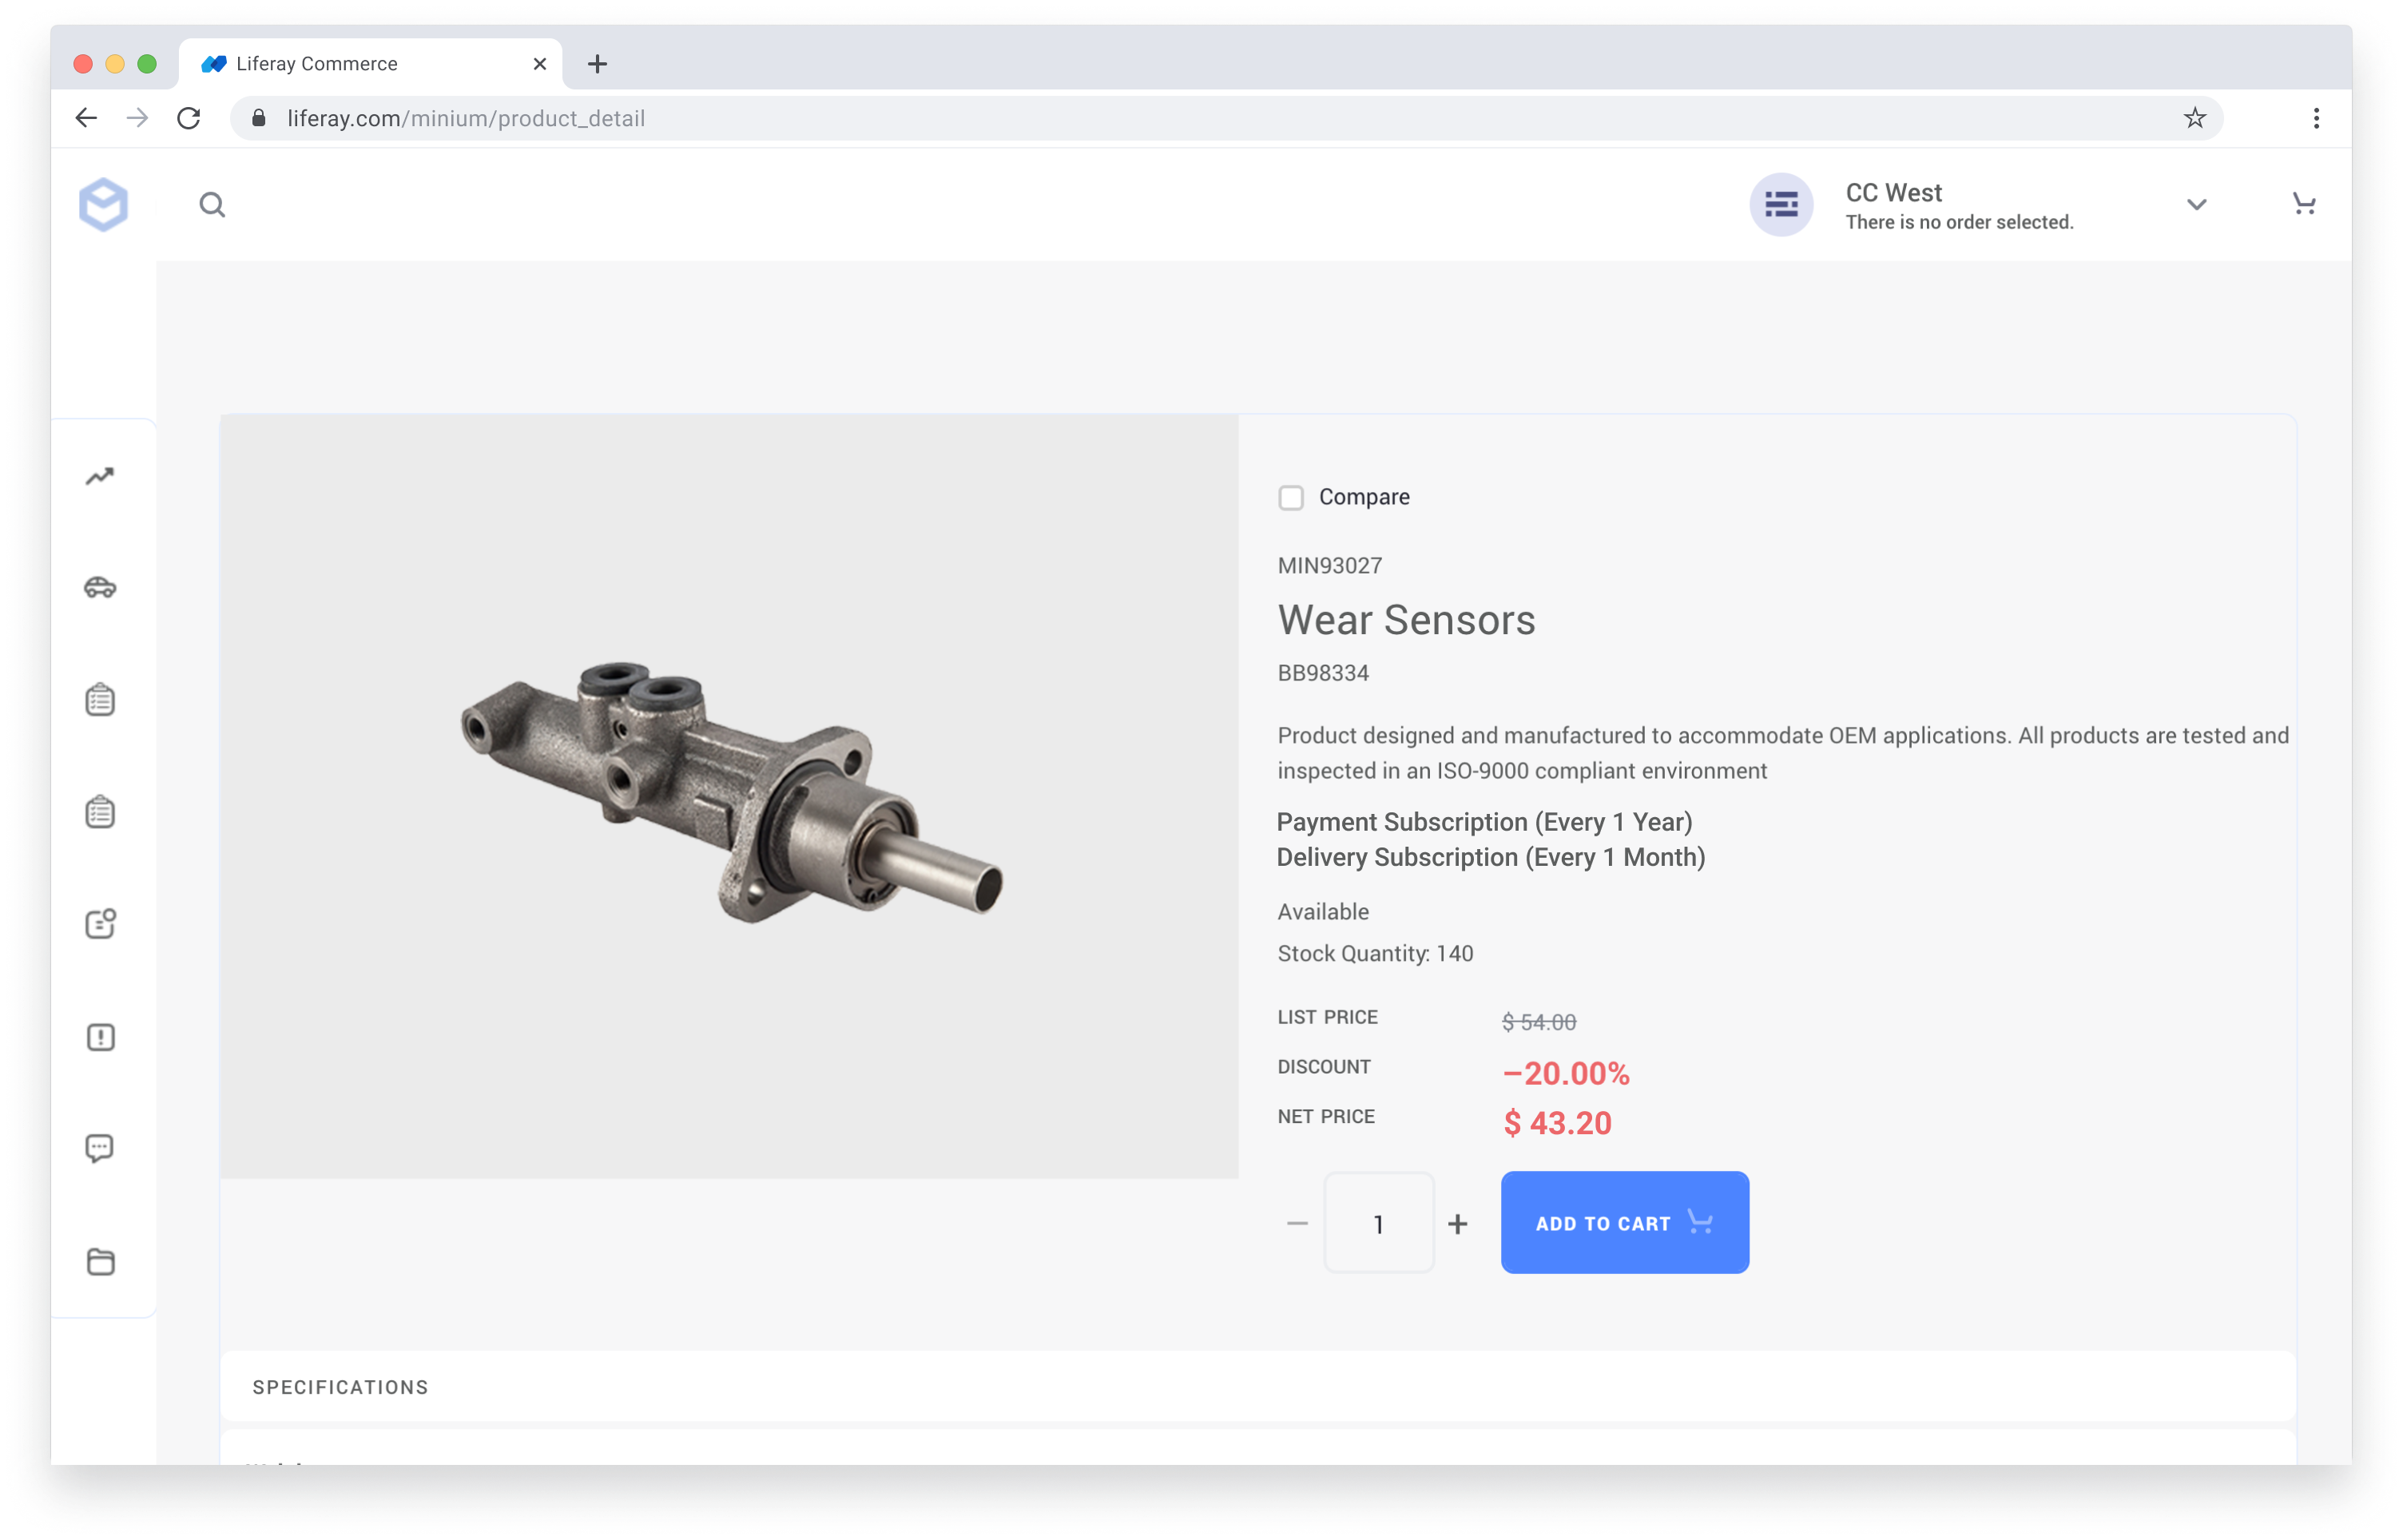 Liferay Commerce
liferay.com/minium/product_detail
CC West
There is no order selected.
Compare
MIN93027
Wear Sensors
BB98334
Product designed and manufactured to accommodate OEM applications. All products are tested and
inspected in an ISO-9000 compliant environment
Payment Subscription (Every 1 Year)
Delivery Subscription (Every 1 Month)
Available
Stock Quantity: 140
LIST PRICE $ 54.00
DISCOUNT –20.00%
NET PRICE $ 43.20
1
ADD TO CART
SPECIFICATIONS